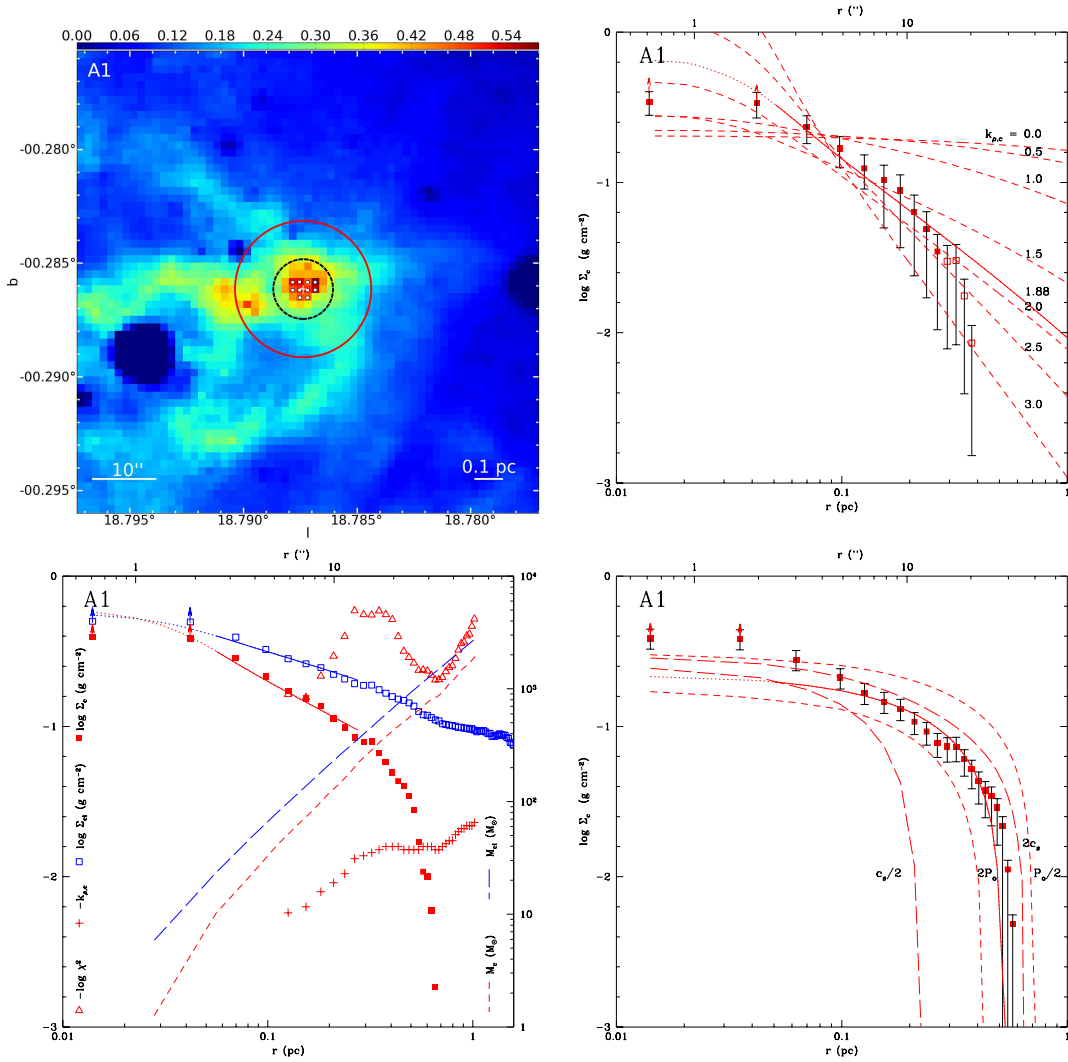 0.00 0.06 0.12 0.18 0.24 0.30 0.36 0.42 0.48 0.54
A1
-00.280°
-00.285°
-00.290°
-00.295°
b
10''
0.1 pc
18.795° 18.790° 18.785° 18.780°
l
r ('')
1 10
A1
0
-1
-2
-3
log Σc (g cm⁻²)
kρ,c = 0.0
0.5
1.0
1.5
1.88
2.0
2.5
3.0
0.01 0.1 1
r (pc)
r ('')
1 10
A1
0
-1
-2
-3
log Σc (g cm⁻²)
log Σcl (g cm⁻²)
-kρ,c
-log χ²
10⁴
10³
10²
10
1
Mcl (M⊙)
Mc (M⊙)
0.01 0.1 1
r (pc)
r ('')
1 10
A1
0
-1
-2
-3
log Σc (g cm⁻²)
cs/2
2Po
2cs
Po/2
0.01 0.1 1
r (pc)